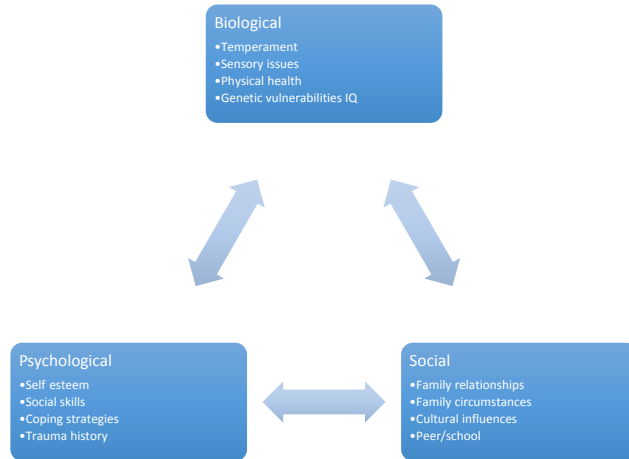 Biological
•Temperament
•Sensory issues
•Physical health
•Genetic vulnerabilities IQ
Psychological
•Self esteem
•Social skills
•Coping strategies
•Trauma history
Social
•Family relationships
•Family circumstances
•Cultural influences
•Peer/school